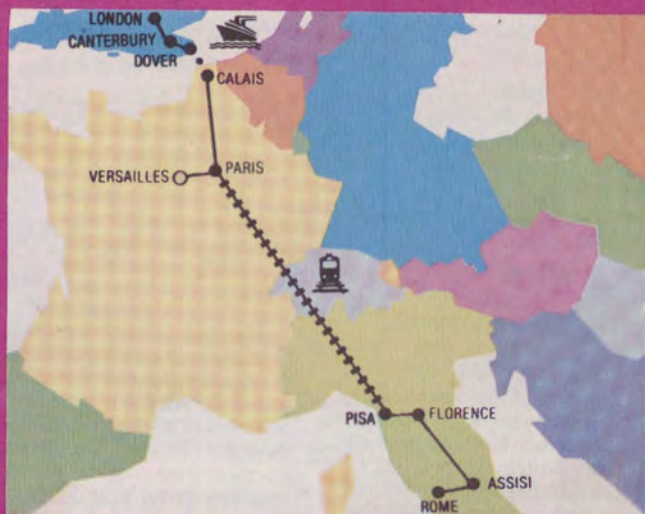 LONDON
CANTERBURY
DOVER
CALAIS
PARIS
VERSAILLES
PISA
FLORENCE
ASSISI
ROME